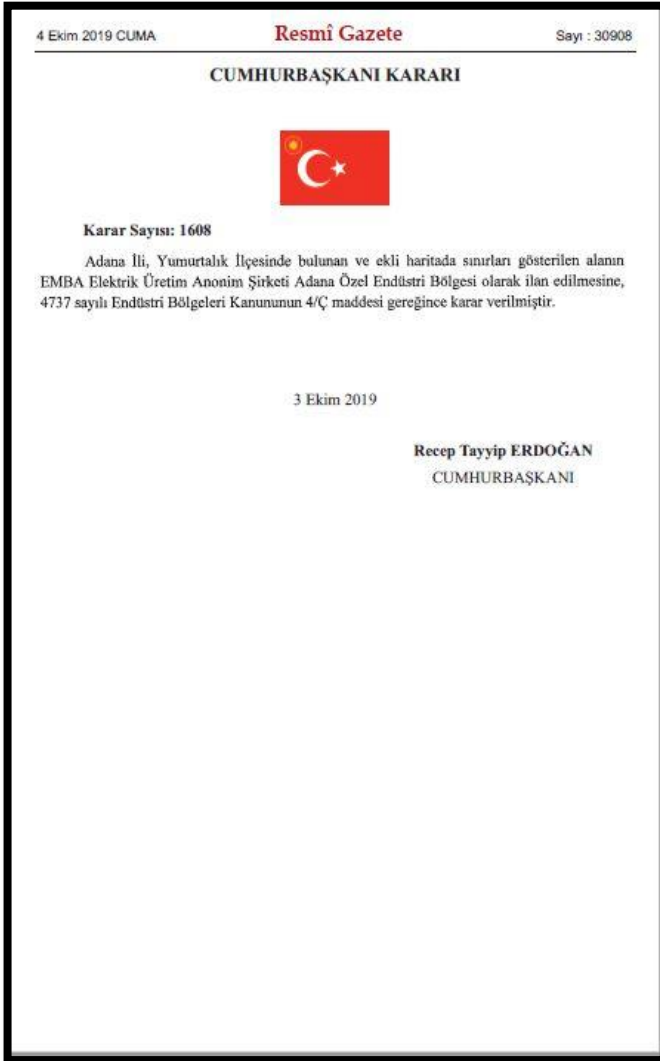 4 Ekim 2019 CUMA
Resmî Gazete
Sayı : 30908
CUMHURBAŞKANI KARARI
Karar Sayısı: 1608
Adana İli, Yumurtalık İlçesinde bulunan ve ekli haritada sınırları gösterilen alanın
EMBA Elektrik Üretim Anonim Şirketi Adana Özel Endüstri Bölgesi olarak ilan edilmesine,
4737 sayılı Endüstri Bölgeleri Kanununun 4/Ç maddesi gereğince karar verilmiştir.
3 Ekim 2019
Recep Tayyip ERDOĞAN
CUMHURBAŞKANI